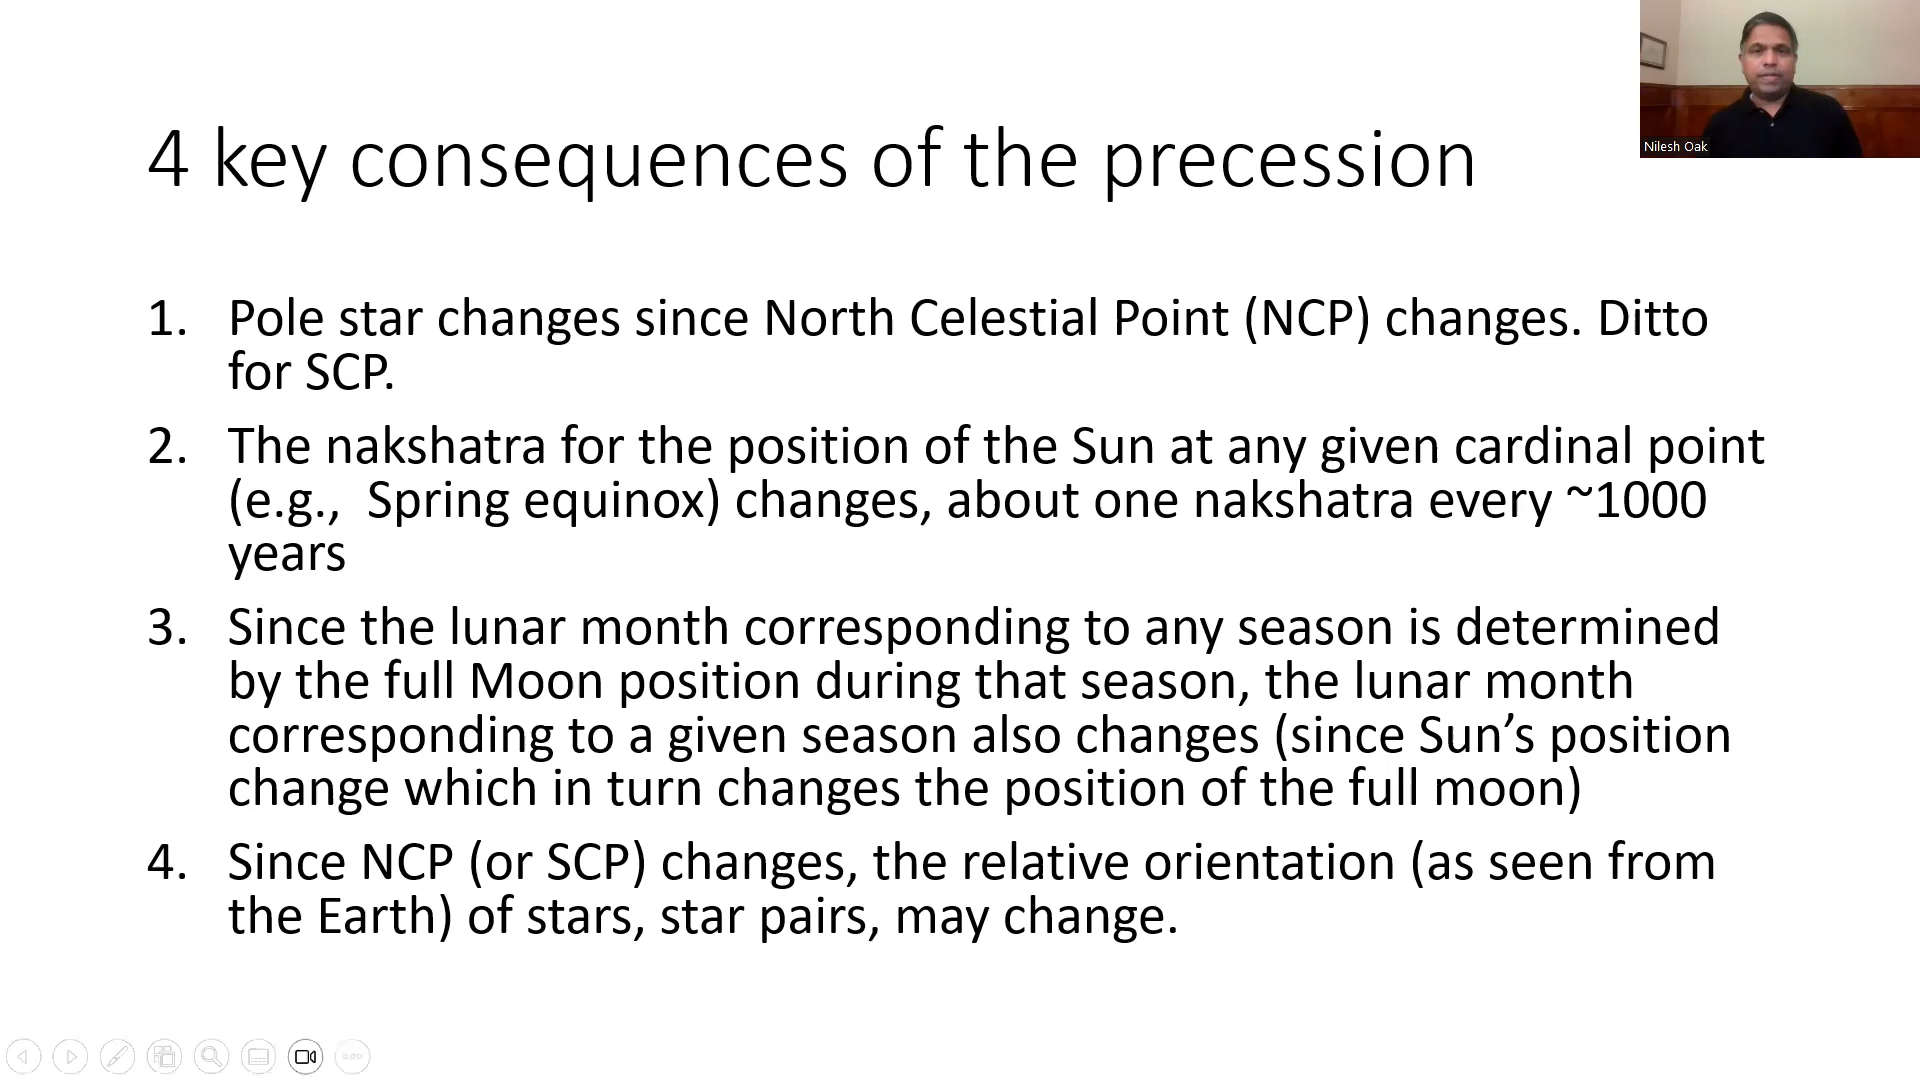 4 key consequences of the precession
Nilesh Oak
1. Pole star changes since North Celestial Point (NCP) changes. Ditto
for SCP.
2. The nakshatra for the position of the Sun at any given cardinal point
(e.g.,  Spring equinox) changes, about one nakshatra every ~1000
years
3. Since the lunar month corresponding to any season is determined
by the full Moon position during that season, the lunar month
corresponding to a given season also changes (since Sun’s position
change which in turn changes the position of the full moon)
4. Since NCP (or SCP) changes, the relative orientation (as seen from
the Earth) of stars, star pairs, may change.